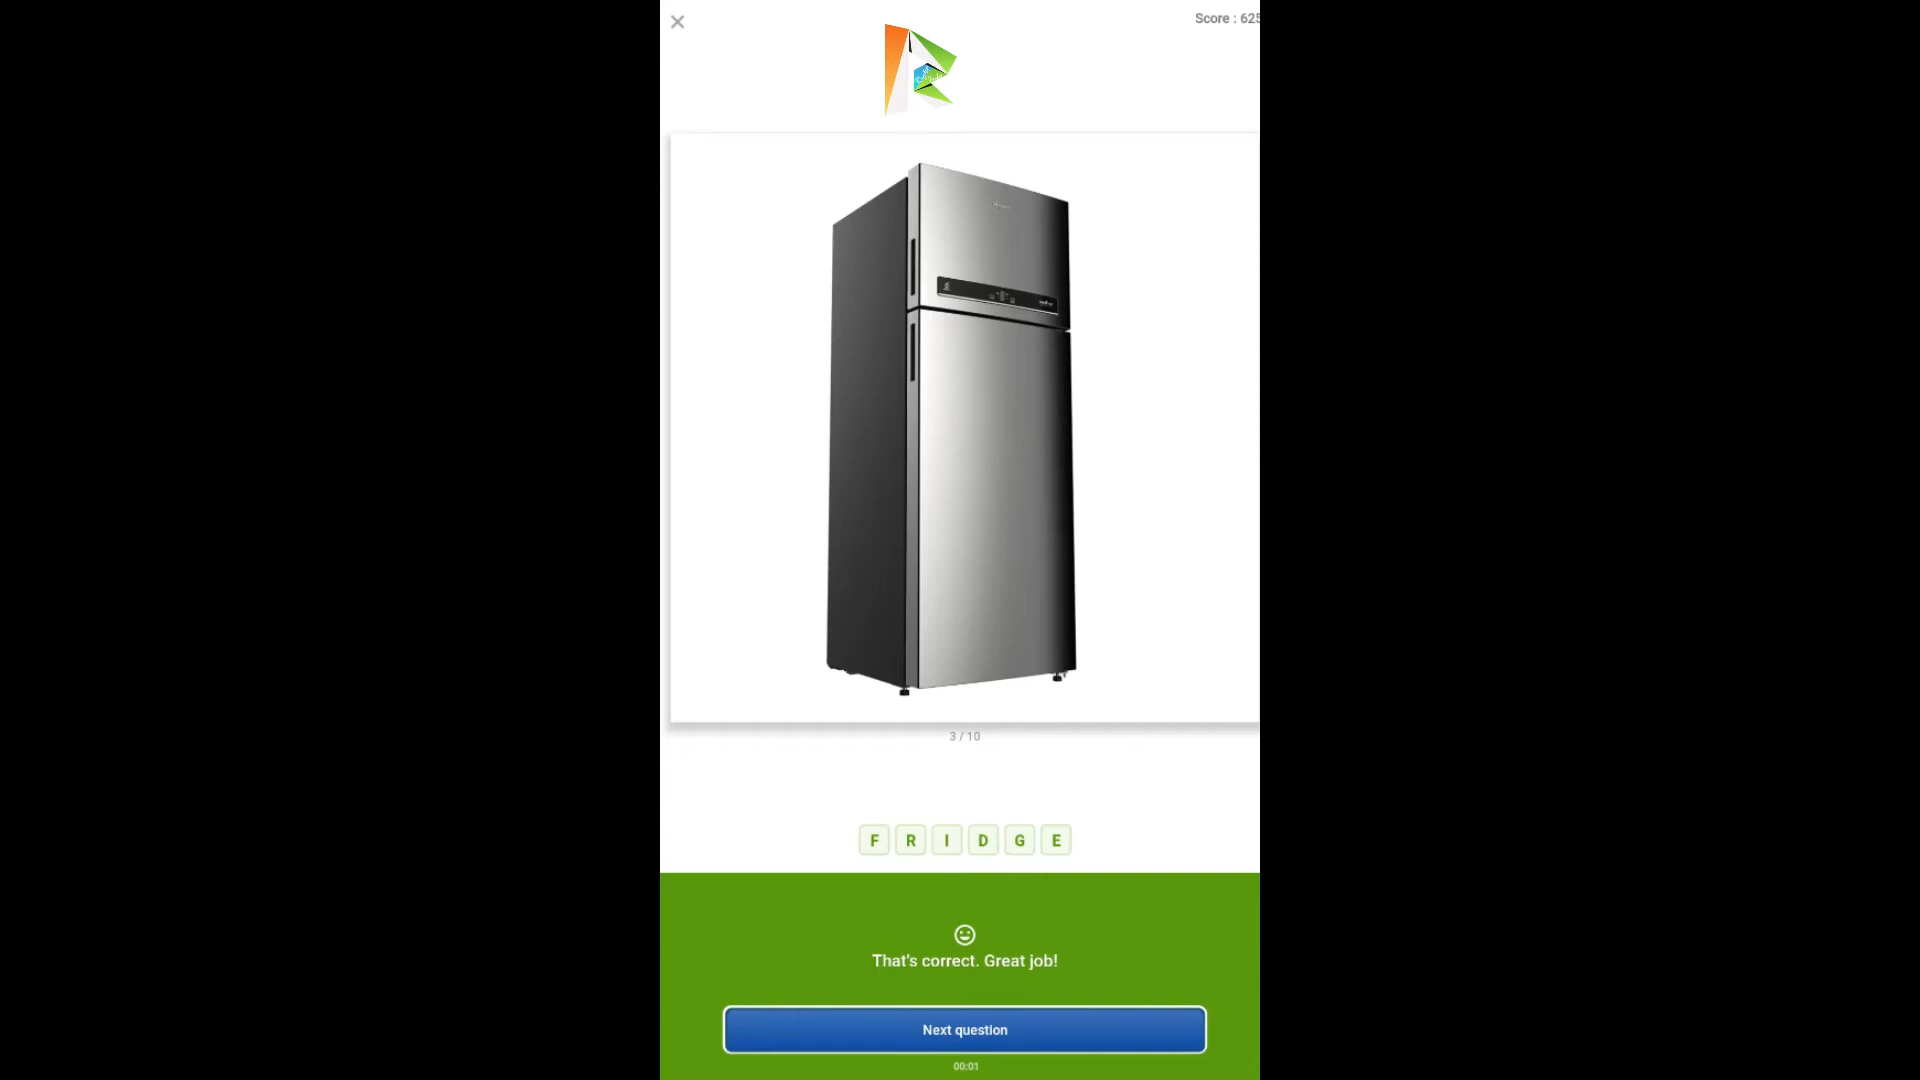 Score : 625
3 / 10
F R I D G E
That's correct. Great job!
Next question
00:01